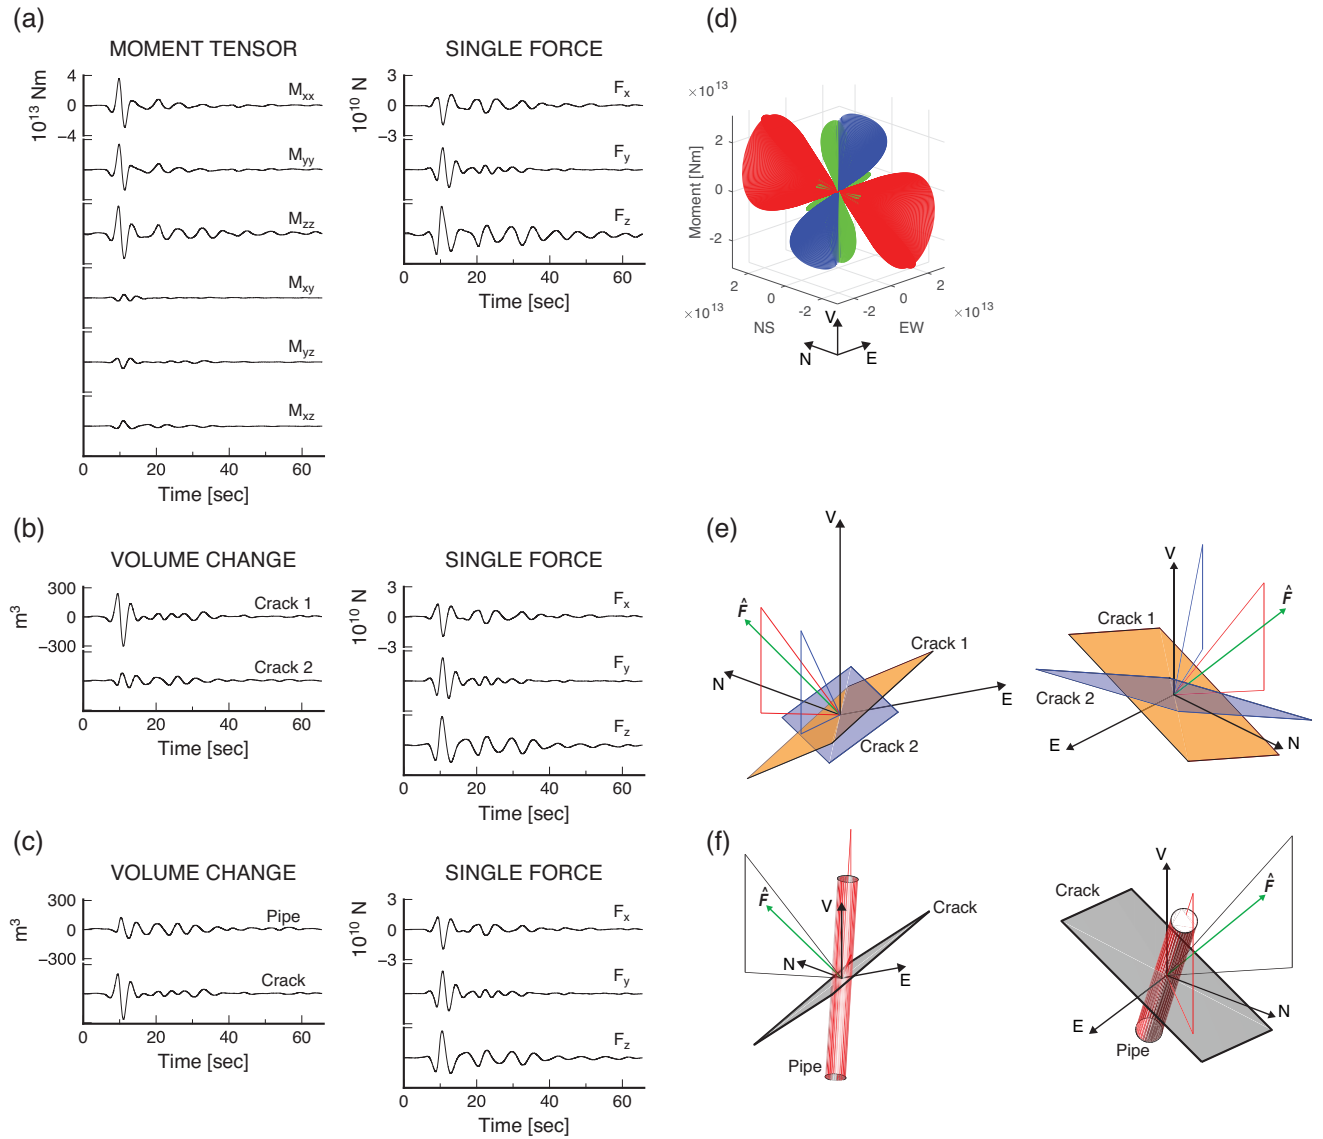 (a)
MOMENT TENSOR
SINGLE FORCE
10¹³ Nm
4
0
−4
Mxx
Myy
Mzz
Mxy
Myz
Mxz
0 20 40 60
Time [sec]
10¹⁰ N
3
0
−3
Fx
Fy
Fz
0 20 40 60
Time [sec]
(d)
×10¹³
Moment [Nm]
2
0
-2
2 0 -2
-2 0 2
×10¹³
NS
EW
×10¹³
V
N
E
(b)
VOLUME CHANGE
SINGLE FORCE
m³
300
0
−300
Crack 1
Crack 2
0 20 40 60
Time [sec]
10¹⁰ N
3
0
−3
Fx
Fy
Fz
0 20 40 60
Time [sec]
(e)
V
F̂
N
E
Crack 1
Crack 2
V
F̂
Crack 1
Crack 2
E
N
(c)
VOLUME CHANGE
SINGLE FORCE
m³
300
0
−300
Pipe
Crack
0 20 40 60
Time [sec]
10¹⁰ N
3
0
−3
Fx
Fy
Fz
0 20 40 60
Time [sec]
(f)
F̂
V
N
E
Crack
Pipe
V
Crack
F̂
E
N
Pipe